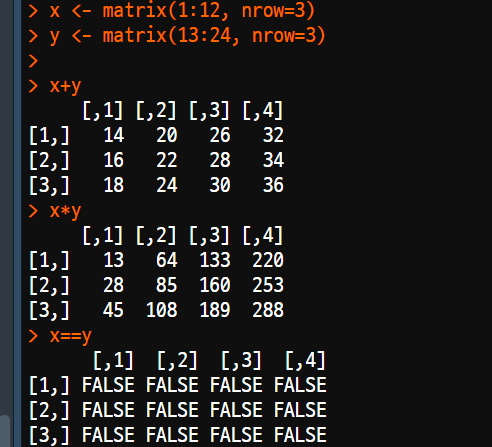 > x <- matrix(1:12, nrow=3)
> y <- matrix(13:24, nrow=3)
>
> x+y
     [,1] [,2] [,3] [,4]
[1,]   14   20   26   32
[2,]   16   22   28   34
[3,]   18   24   30   36
> x*y
     [,1] [,2] [,3] [,4]
[1,]   13   64  133  220
[2,]   28   85  160  253
[3,]   45  108  189  288
> x==y
      [,1]  [,2]  [,3]  [,4]
[1,] FALSE FALSE FALSE FALSE
[2,] FALSE FALSE FALSE FALSE
[3,] FALSE FALSE FALSE FALSE